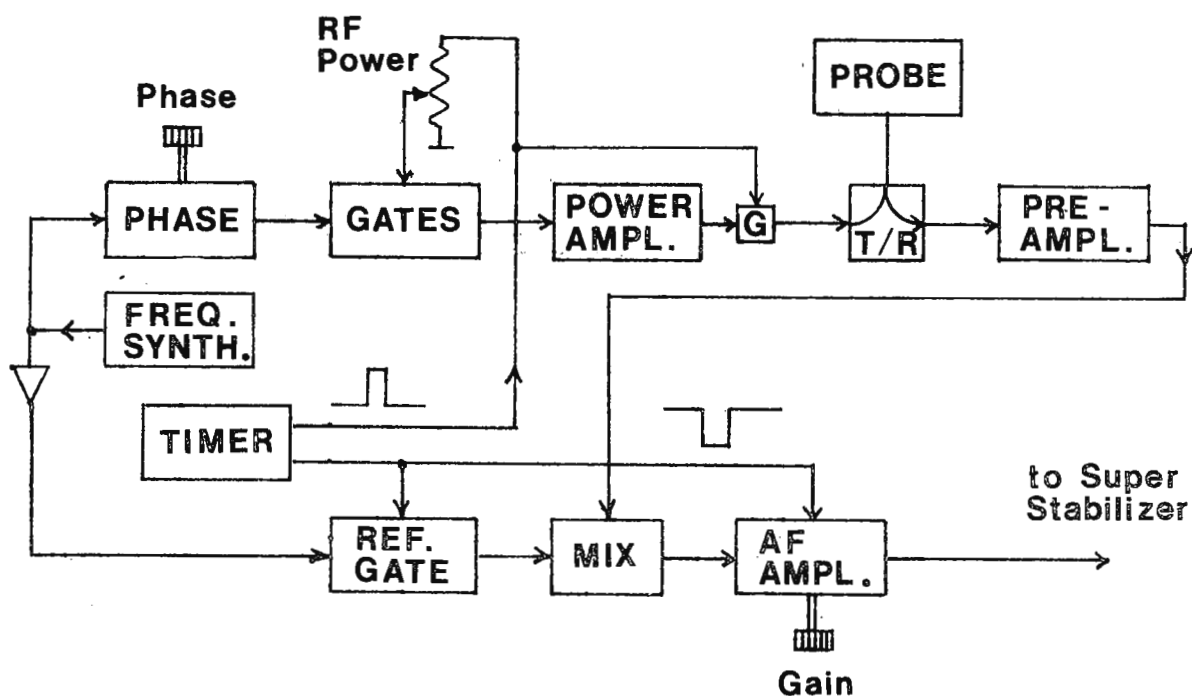 RF
Power
PROBE
Phase
PHASE
GATES
POWER
AMPL.
G
T/R
PRE-
AMPL.
FREQ.
SYNTH.
TIMER
to Super
Stabilizer
REF.
GATE
MIX
AF
AMPL.
Gain